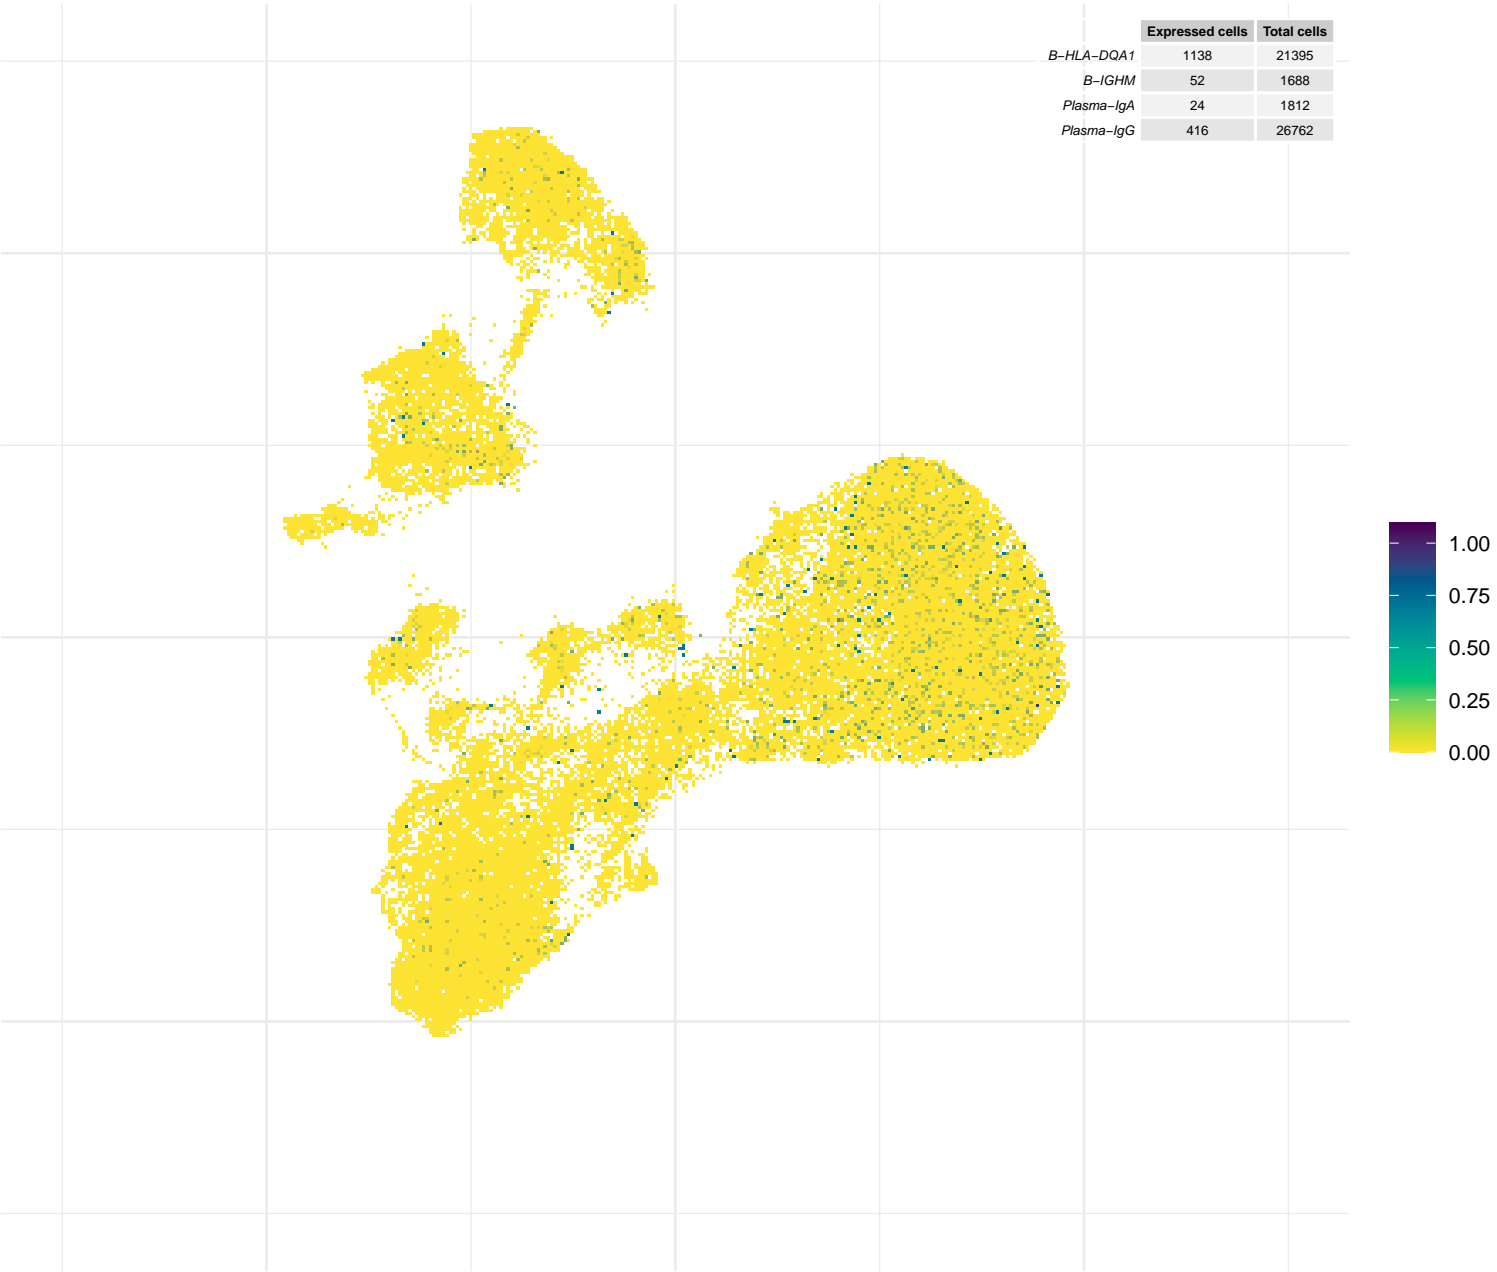 Expressed cells Total cells
B−HLA−DQA1 1138 21395
B−IGHM 52 1688
Plasma−IgA 24 1812
Plasma−IgG 416 26762
1.00
0.75
0.50
0.25
0.00